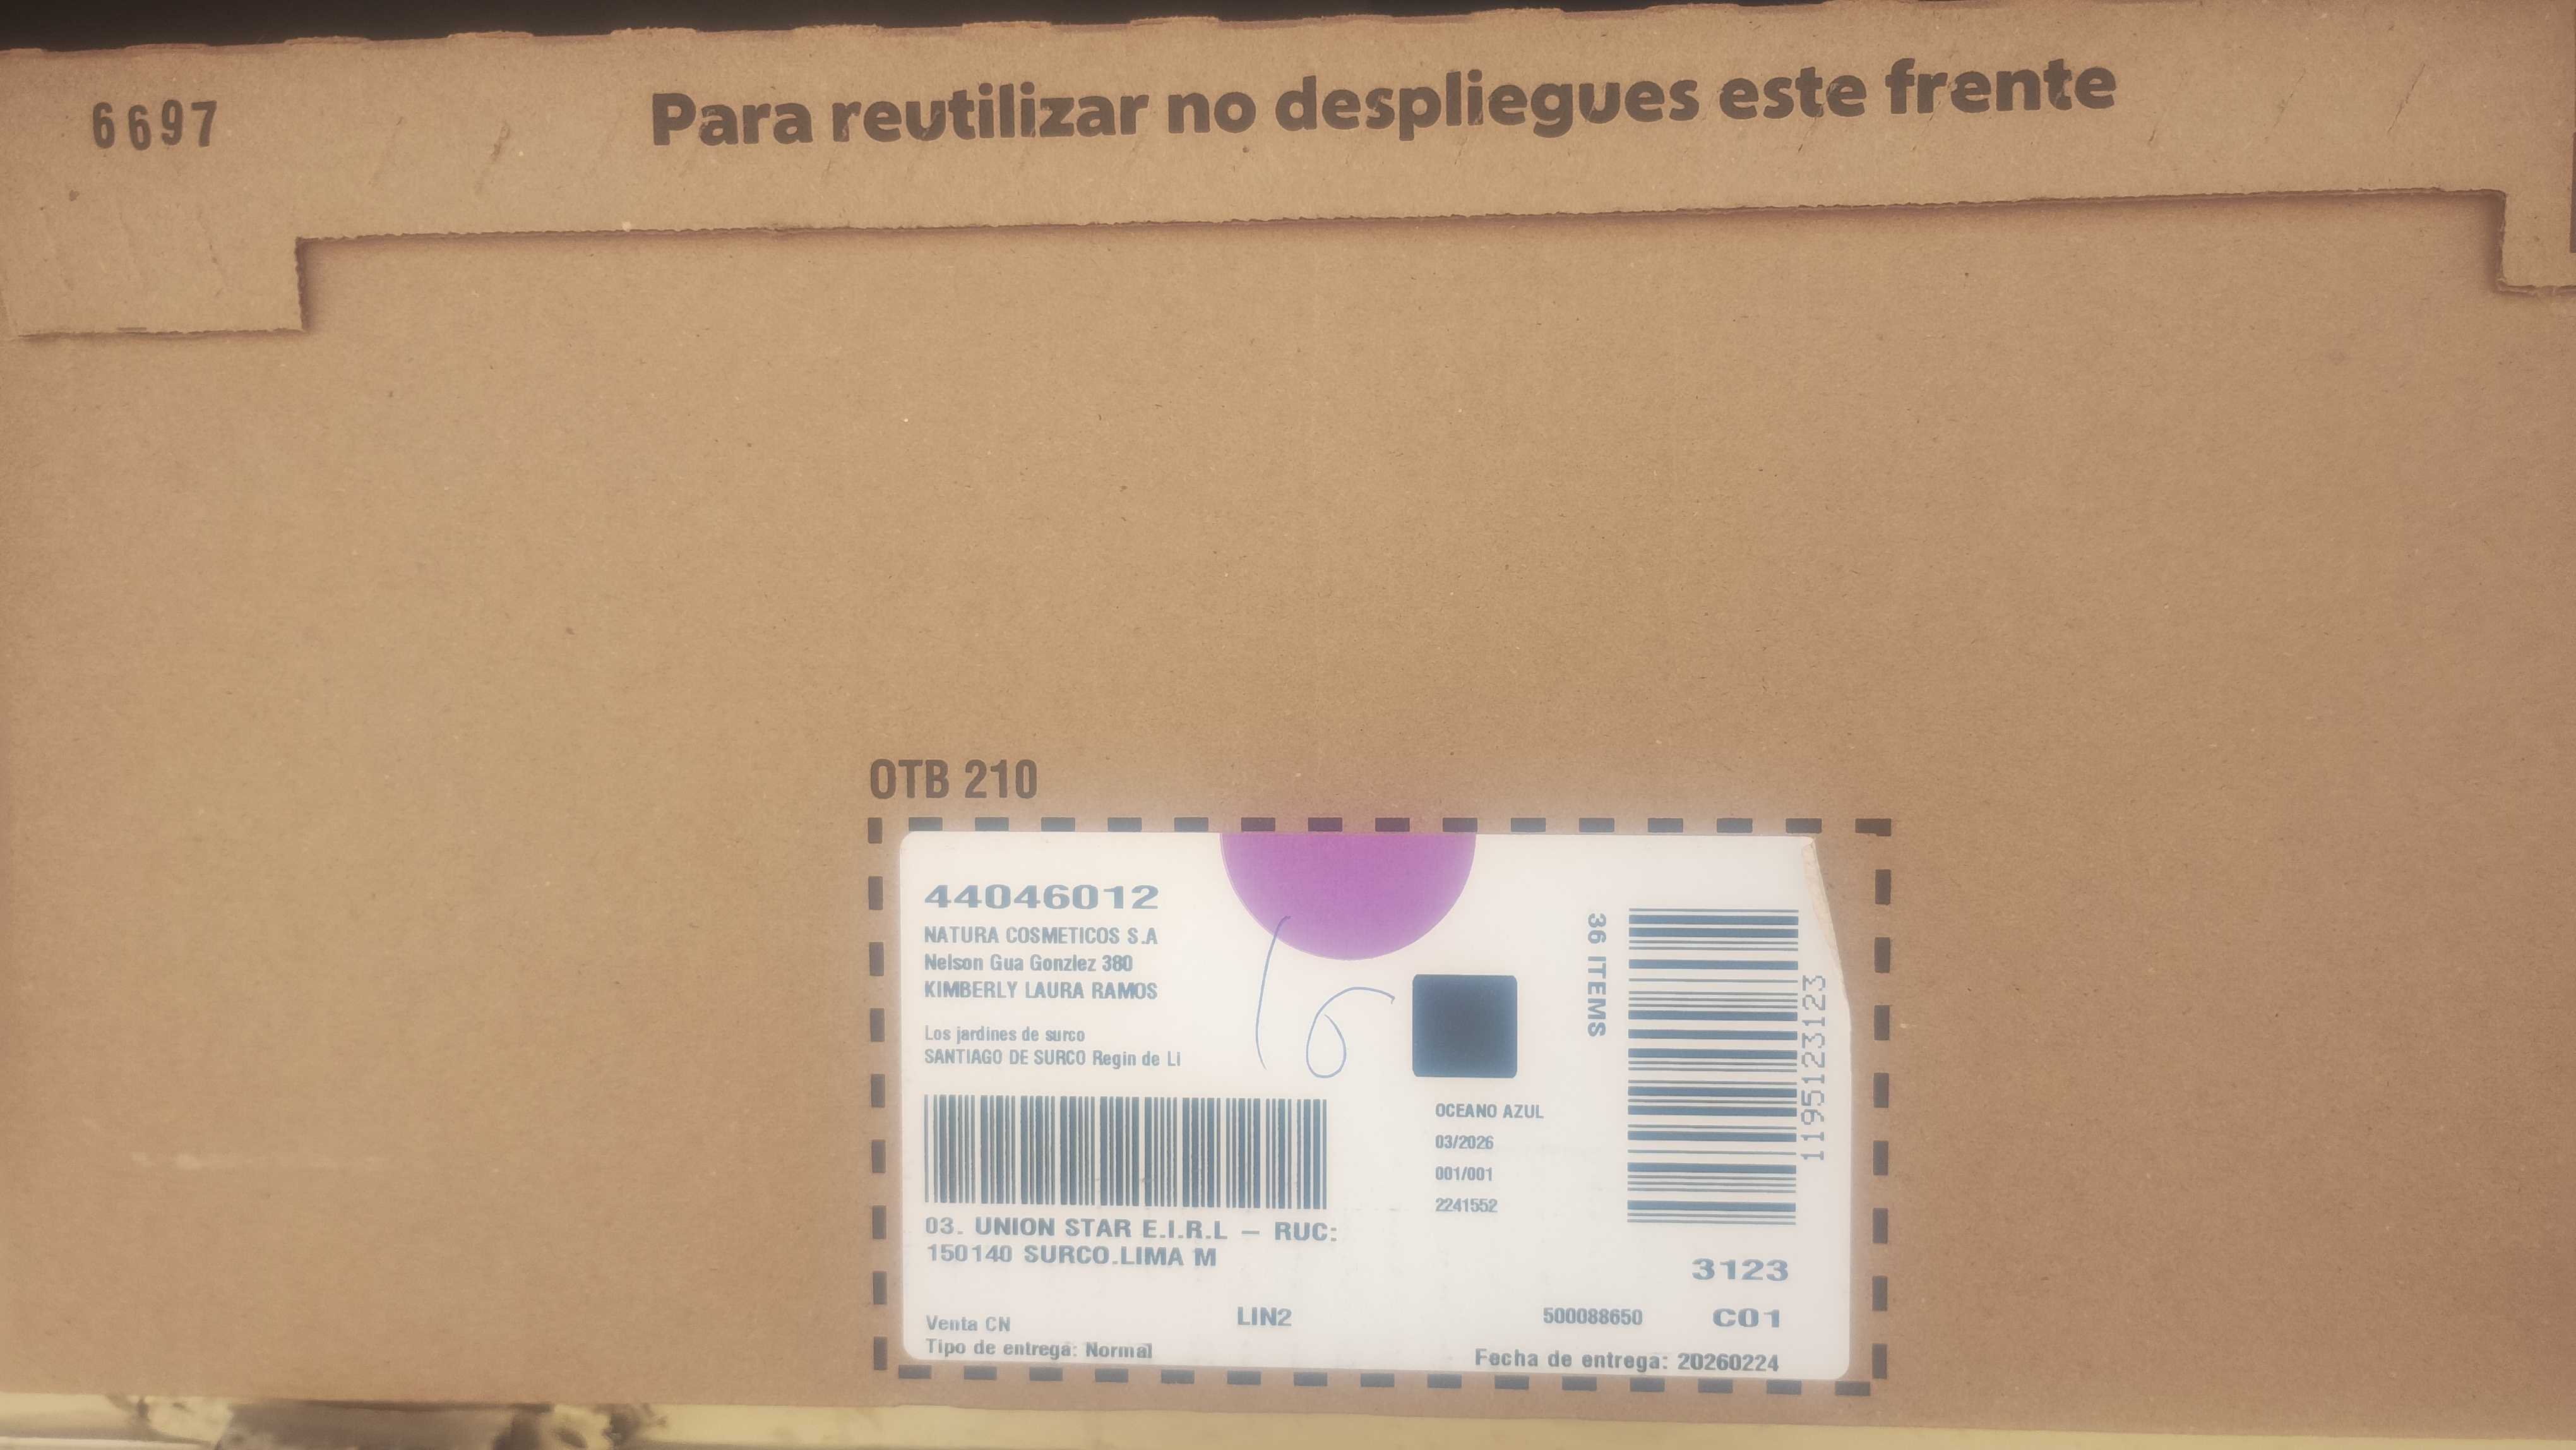 6697
Para reutilizar no despliegues este frente
OTB 210
44046012
NATURA COSMETICOS S.A
Nelson Gua Gonzlez 380
KIMBERLY LAURA RAMOS
Los jardines de surco
SANTIAGO DE SURCO Regin de Li
16
36 ITEMS
1195123123
OCEANO AZUL
03/2026
001/001
2241552
03. UNION STAR E.I.R.L – RUC:
150140 SURCO.LIMA M
3123
Venta CN
LIN2
500088650
C01
Tipo de entrega: Normal
Fecha de entrega: 20260224